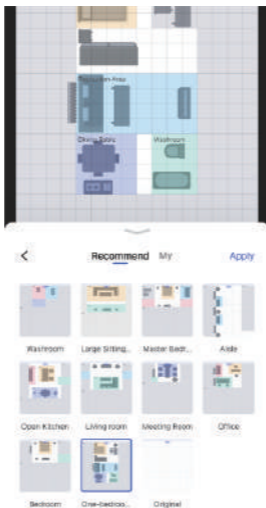 Dining Table
Washroom
Recommend My Apply
Washroom Large Sitting... Master Bedr... Aisle
Open Kitchen Living room Meeting Room Office
Bedroom One-bedroo... Original